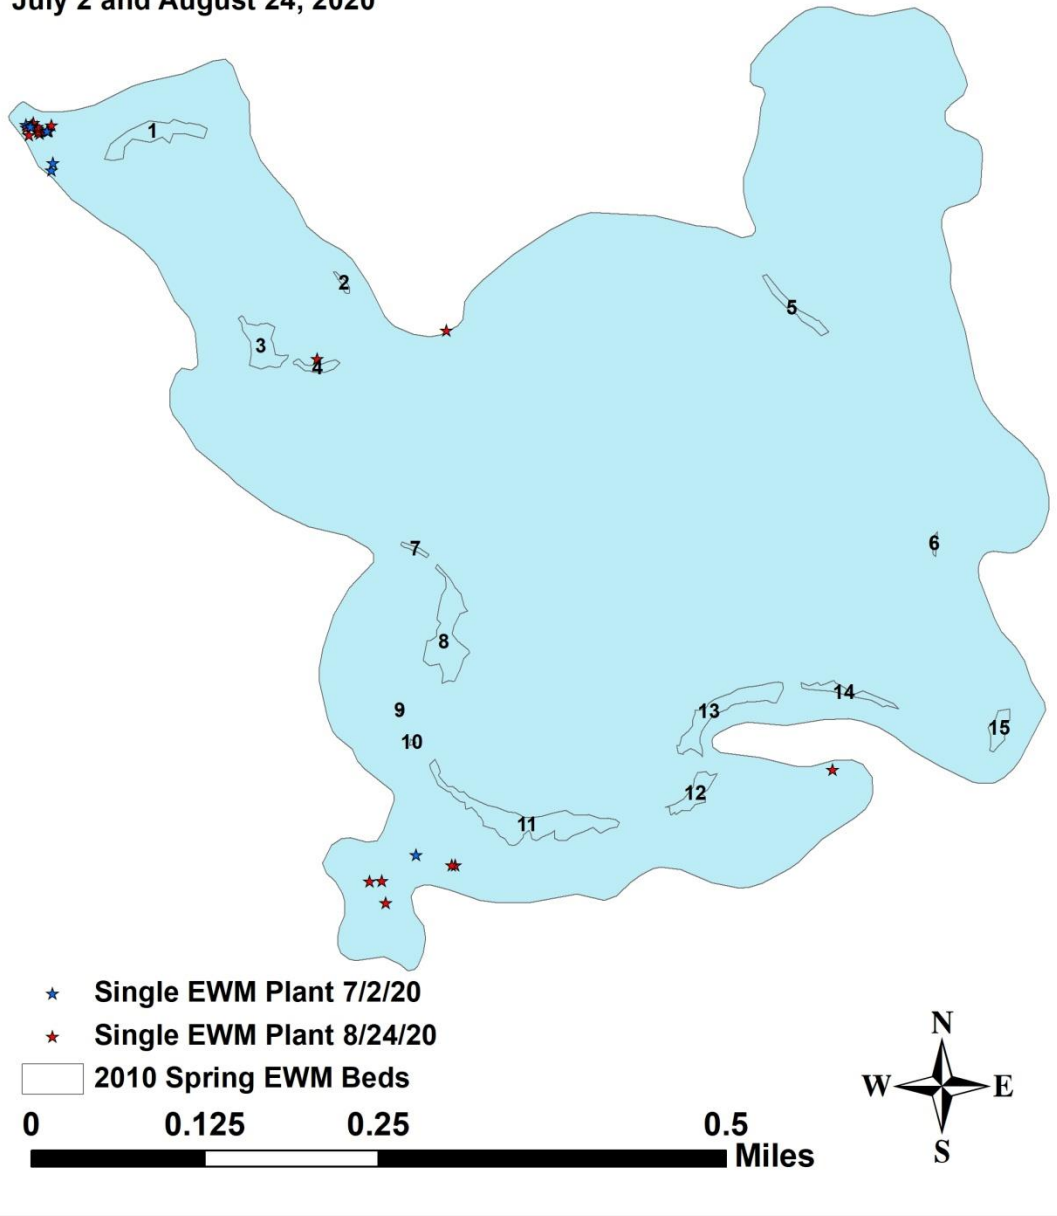 July 2 and August 24, 2020
1
2
5
3
4
7
6
8
9
14
13
15
10
12
11
Single EWM Plant 7/2/20
Single EWM Plant 8/24/20
2010 Spring EWM Beds
N
W E
S
0 0.125 0.25 0.5
Miles